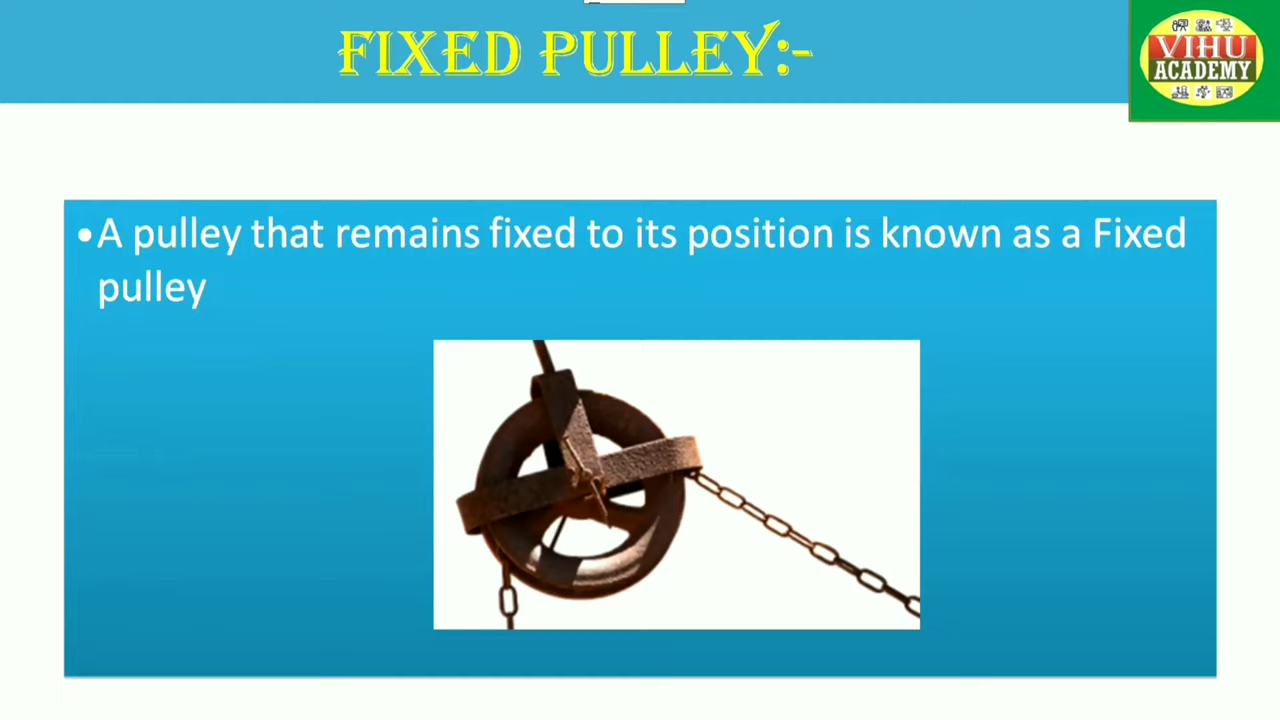 FIXED PULLEY:-
VIHU
ACADEMY
•A pulley that remains fixed to its position is known as a Fixed
pulley